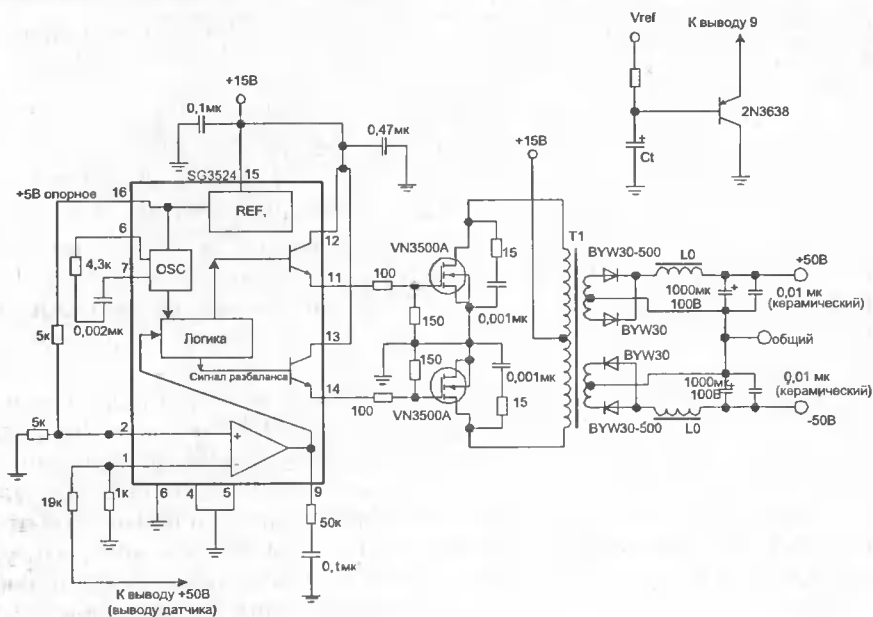 Vref
К выводу 9
2N3638
Ct
+
+15В
0,1мк
0,47мк
+15В
SG3524
15
+5В опорное
16
REF.
12
6
7
4,3к
OSC
11
0,002мк
5к
Логика
13
Сигнал разбаланса
14
5к
2
+
1
-
19к
1к
6
4
5
9
50к
0,1мк
К выводу +50В
(выводу датчика)
100
VN3500A
15
0,001мк
150
150
0,001мк
100
VN3500A
15
T1
BYW30-500
L0
+50В
1000мк
100В
+
0,01 мк
(керамический)
BYW30
общий
BYW30
1000мк
100В
+
0,01 мк
(керамический)
BYW30-500
L0
-50В